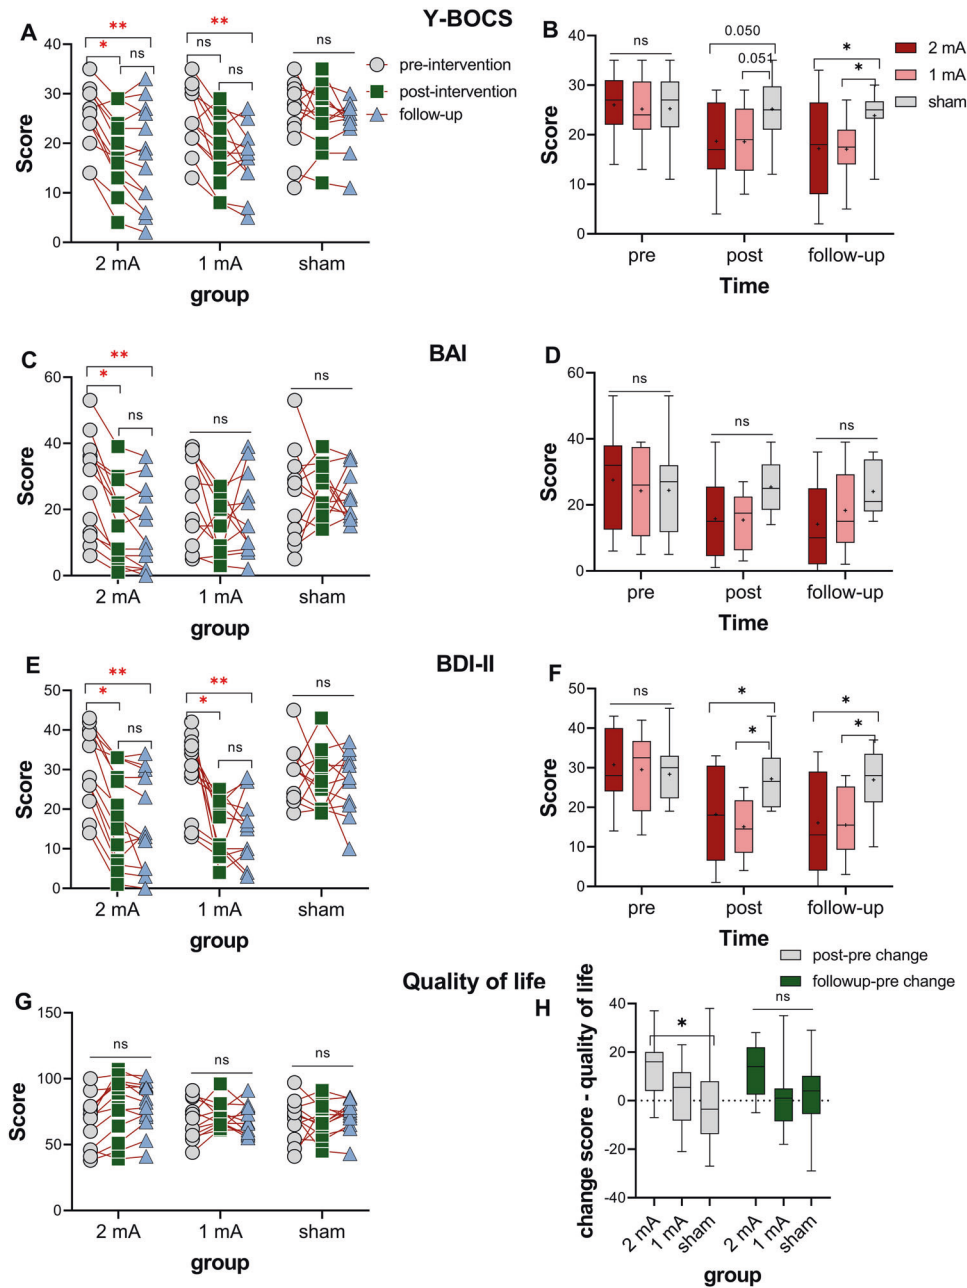 Y-BOCS
A
** **
* ns ns
ns ns
40
30
20
10
0
Score
2 mA 1 mA sham
group
pre-intervention
post-intervention
follow-up
B
ns 0.050 *
0.051 *
40
30
20
10
0
Score
pre post follow-up
Time
2 mA
1 mA
sham
BAI
C
**
* ns
ns ns
60
40
20
0
Score
2 mA 1 mA sham
group
D
ns ns ns
60
40
20
0
Score
pre post follow-up
Time
BDI-II
E
** **
* * ns
ns ns
50
40
30
20
10
0
Score
2 mA 1 mA sham
group
F
ns * *
* *
50
40
30
20
10
0
Score
pre post follow-up
Time
Quality of life
G
ns ns ns
150
100
50
0
Score
2 mA 1 mA sham
group
H
post-pre change
followup-pre change
* ns
40
20
0
-20
-40
change score - quality of life
2 mA 1 mA sham 2 mA 1 mA sham
group